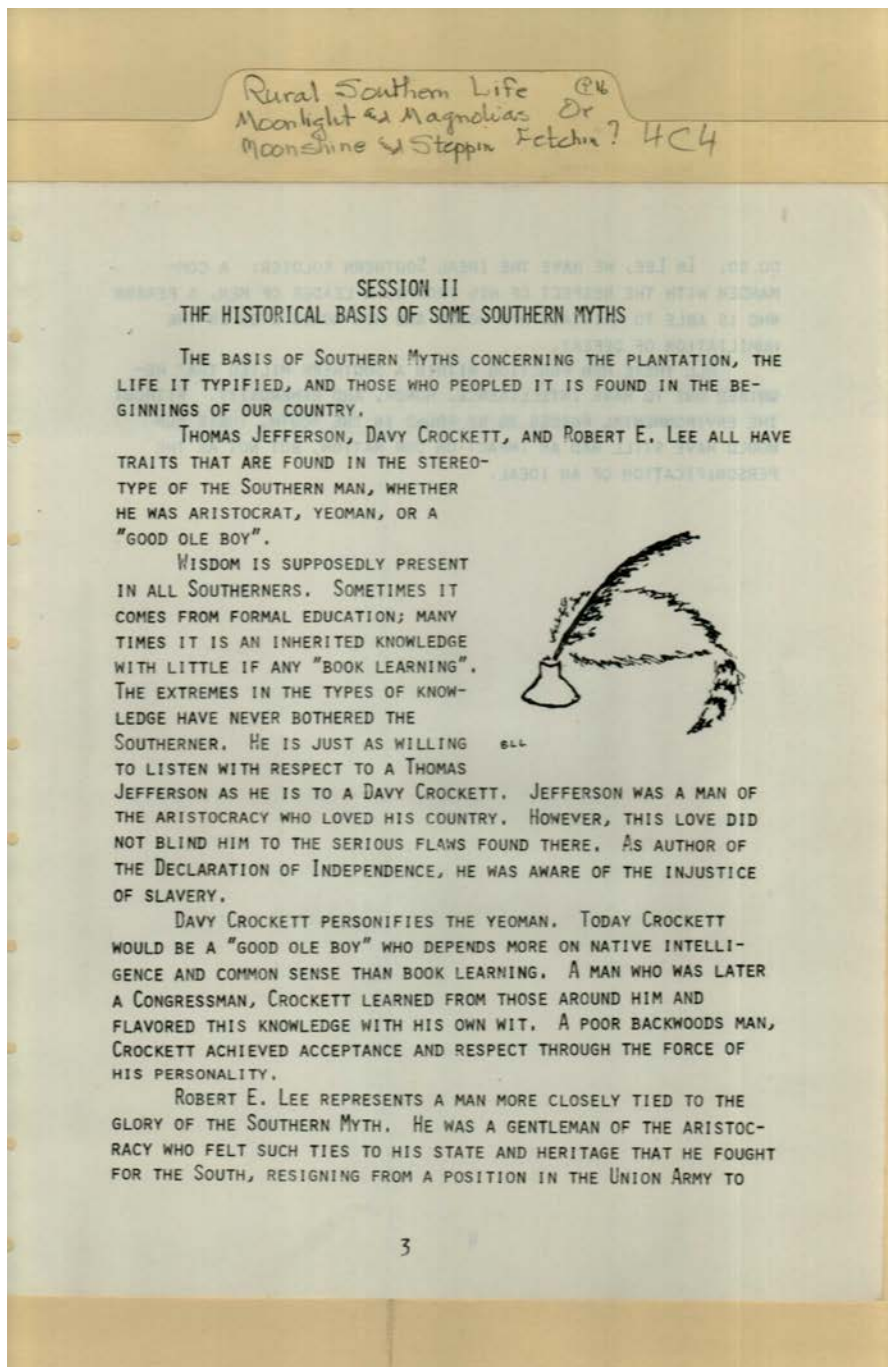 Rural Southern Life
Moonlight & Magnolias Or
Moonshine & Steppin Fetchin? 4C4
SESSION II
THE HISTORICAL BASIS OF SOME SOUTHERN MYTHS
THE BASIS OF SOUTHERN MYTHS CONCERNING THE PLANTATION, THE
LIFE IT TYPIFIED, AND THOSE WHO PEOPLED IT IS FOUND IN THE BE-
GINNINGS OF OUR COUNTRY.
THOMAS JEFFERSON, DAVY CROCKETT, AND ROBERT E. LEE ALL HAVE
TRAITS THAT ARE FOUND IN THE STEREO-
TYPE OF THE SOUTHERN MAN, WHETHER
HE WAS ARISTOCRAT, YEOMAN, OR A
"GOOD OLE BOY".
WISDOM IS SUPPOSEDLY PRESENT
IN ALL SOUTHERNERS. SOMETIMES IT
COMES FROM FORMAL EDUCATION; MANY
TIMES IT IS AN INHERITED KNOWLEDGE
WITH LITTLE IF ANY "BOOK LEARNING".
THE EXTREMES IN THE TYPES OF KNOW-
LEDGE HAVE NEVER BOTHERED THE
SOUTHERNER. HE IS JUST AS WILLING
BLL
TO LISTEN WITH RESPECT TO A THOMAS
JEFFERSON AS HE IS TO A DAVY CROCKETT. JEFFERSON WAS A MAN OF
THE ARISTOCRACY WHO LOVED HIS COUNTRY. HOWEVER, THIS LOVE DID
NOT BLIND HIM TO THE SERIOUS FLAWS FOUND THERE. AS AUTHOR OF
THE DECLARATION OF INDEPENDENCE, HE WAS AWARE OF THE INJUSTICE
OF SLAVERY.
DAVY CROCKETT PERSONIFIES THE YEOMAN. TODAY CROCKETT
WOULD BE A "GOOD OLE BOY" WHO DEPENDS MORE ON NATIVE INTELLI-
GENCE AND COMMON SENSE THAN BOOK LEARNING. A MAN WHO WAS LATER
A CONGRESSMAN, CROCKETT LEARNED FROM THOSE AROUND HIM AND
FLAVORED THIS KNOWLEDGE WITH HIS OWN WIT. A POOR BACKWOODS MAN,
CROCKETT ACHIEVED ACCEPTANCE AND RESPECT THROUGH THE FORCE OF
HIS PERSONALITY.
ROBERT E. LEE REPRESENTS A MAN MORE CLOSELY TIED TO THE
GLORY OF THE SOUTHERN MYTH. HE WAS A GENTLEMAN OF THE ARISTOC-
RACY WHO FELT SUCH TIES TO HIS STATE AND HERITAGE THAT HE FOUGHT
FOR THE SOUTH, RESIGNING FROM A POSITION IN THE UNION ARMY TO
3